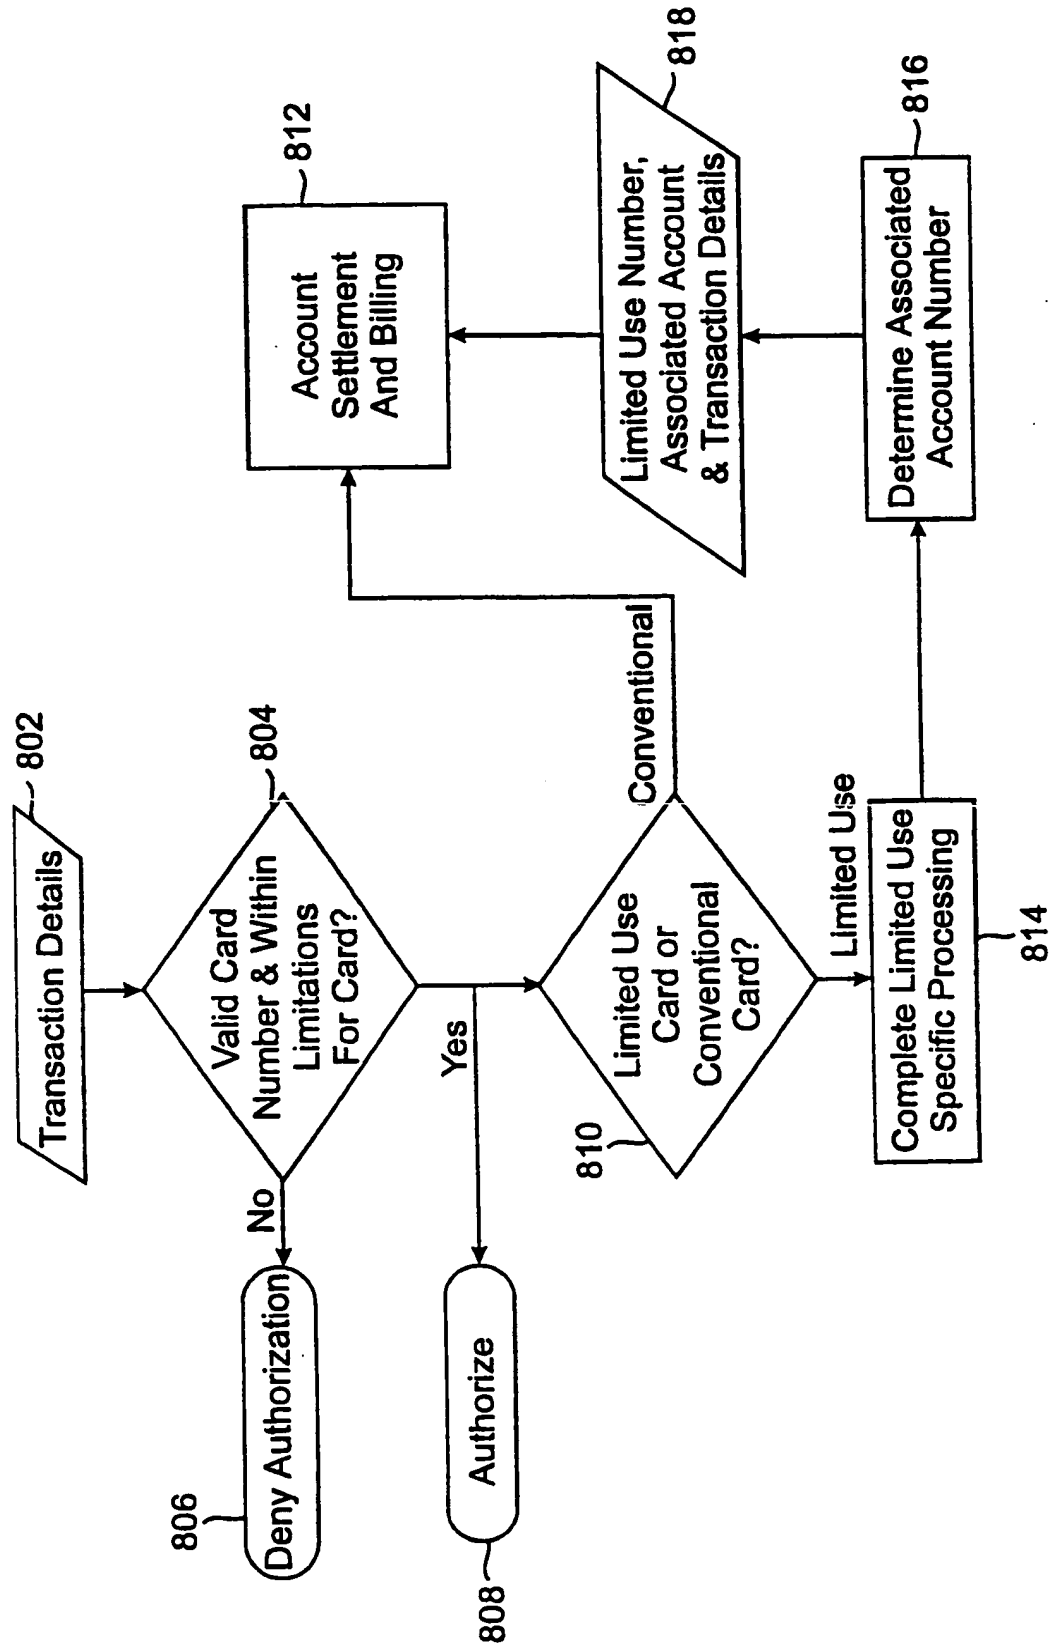 802
Transaction Details
804
Valid Card
Number & Within
Limitations
For Card?
No
806
Deny Authorization
Yes
808
Authorize
810
Limited Use
Card or
Conventional
Card?
Conventional
812
Account
Settlement
And Billing
Limited Use
Complete Limited Use
Specific Processing
814
Determine Associated
Account Number
816
Limited Use Number,
Associated Account
& Transaction Details
818